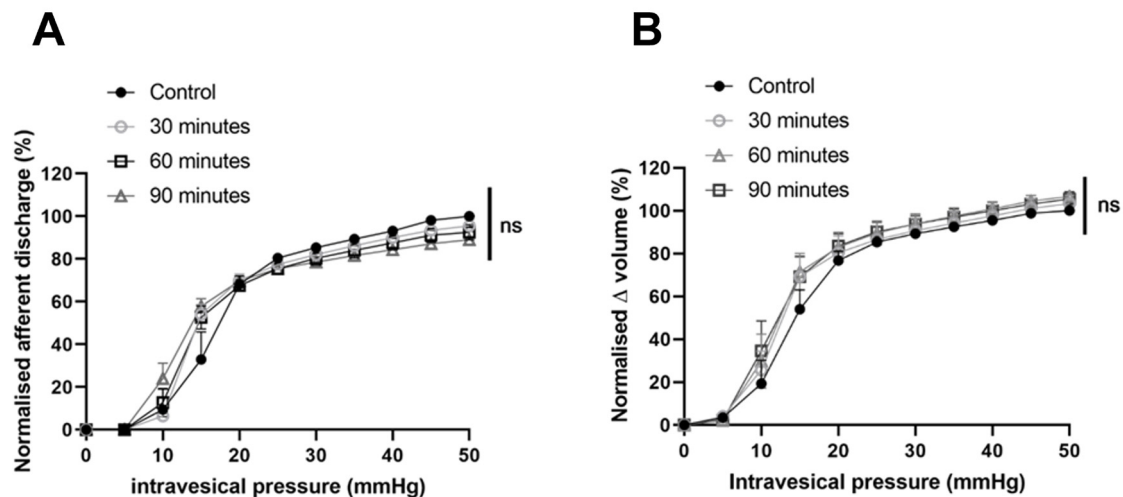 A
Control
30 minutes
60 minutes
90 minutes
Normalised afferent discharge (%)
120
100
80
60
40
20
0
ns
0 10 20 30 40 50
intravesical pressure (mmHg)
B
Control
30 minutes
60 minutes
90 minutes
Normalised Δ volume (%)
120
100
80
60
40
20
0
ns
0 10 20 30 40 50
Intravesical pressure (mmHg)